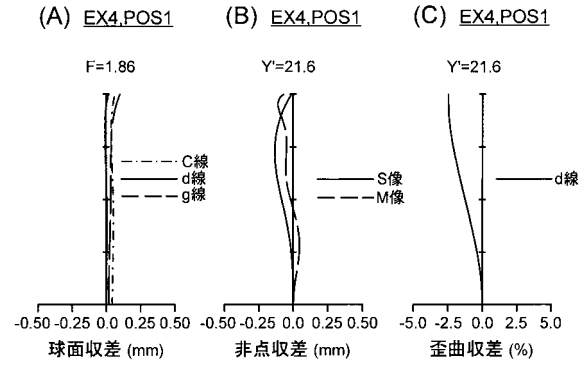 (A) EX4,POS1
F=1.86
C線
d線
g線
-0.50 -0.25 0.0 0.25 0.50
球面収差 (mm)
(B) EX4,POS1
Y'=21.6
S像
M像
-0.50 -0.25 0.0 0.25 0.50
非点収差 (mm)
(C) EX4,POS1
Y'=21.6
d線
-5.0 -2.5 0.0 2.5 5.0
歪曲収差 (%)